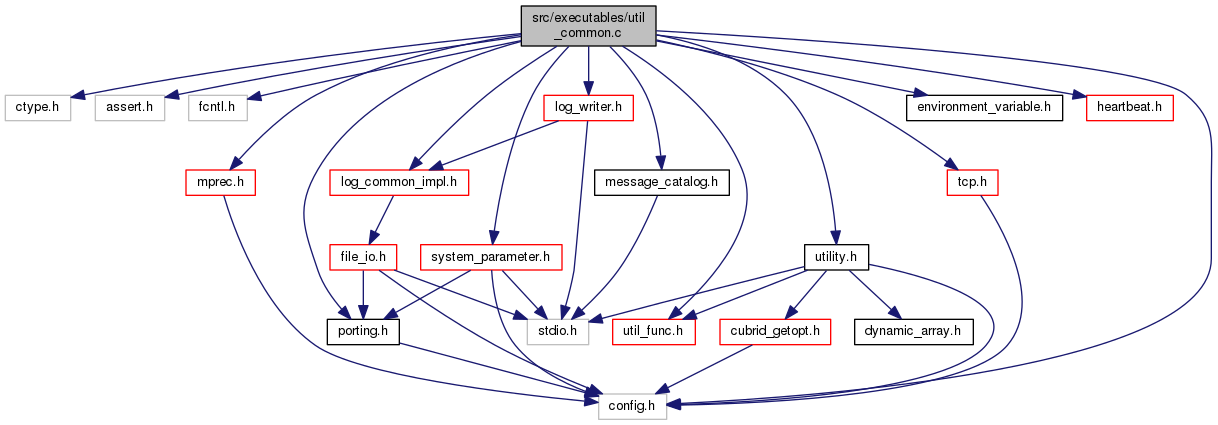 src/executables/util
_common.c
ctype.h
assert.h
fcntl.h
log_writer.h
environment_variable.h
heartbeat.h
mprec.h
log_common_impl.h
message_catalog.h
tcp.h
file_io.h
system_parameter.h
utility.h
porting.h
stdio.h
util_func.h
cubrid_getopt.h
dynamic_array.h
config.h